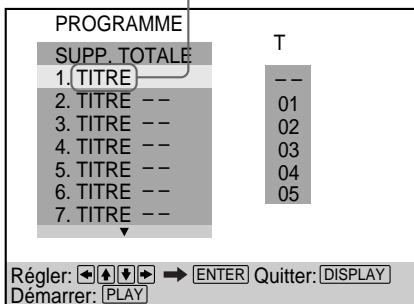 PROGRAMME
T
SUPP. TOTALE
1. TITRE
2. TITRE – –
3. TITRE – –
4. TITRE – –
5. TITRE – –
6. TITRE – –
7. TITRE – –
– –
01
02
03
04
05
Régler: ENTER Quitter: DISPLAY
Démarrer: PLAY